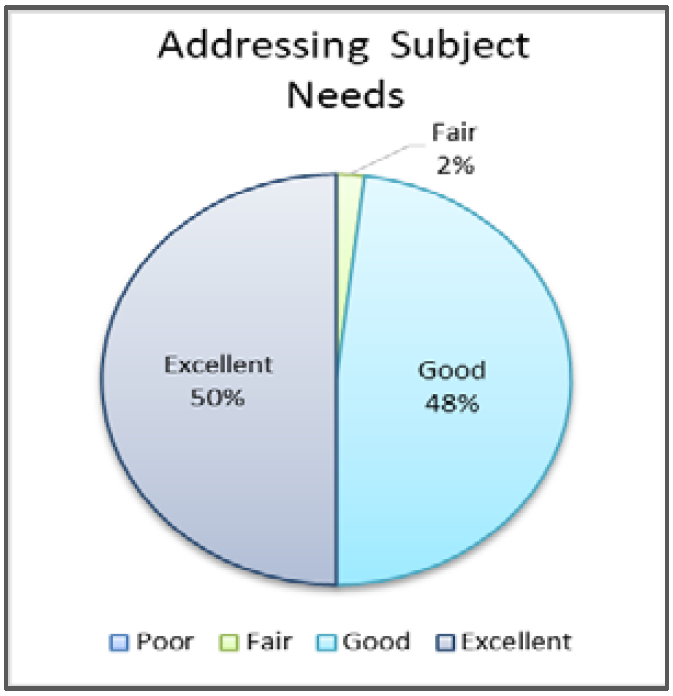 Addressing Subject
Needs
Fair
2%
Excellent
50%
Good
48%
Poor Fair Good Excellent